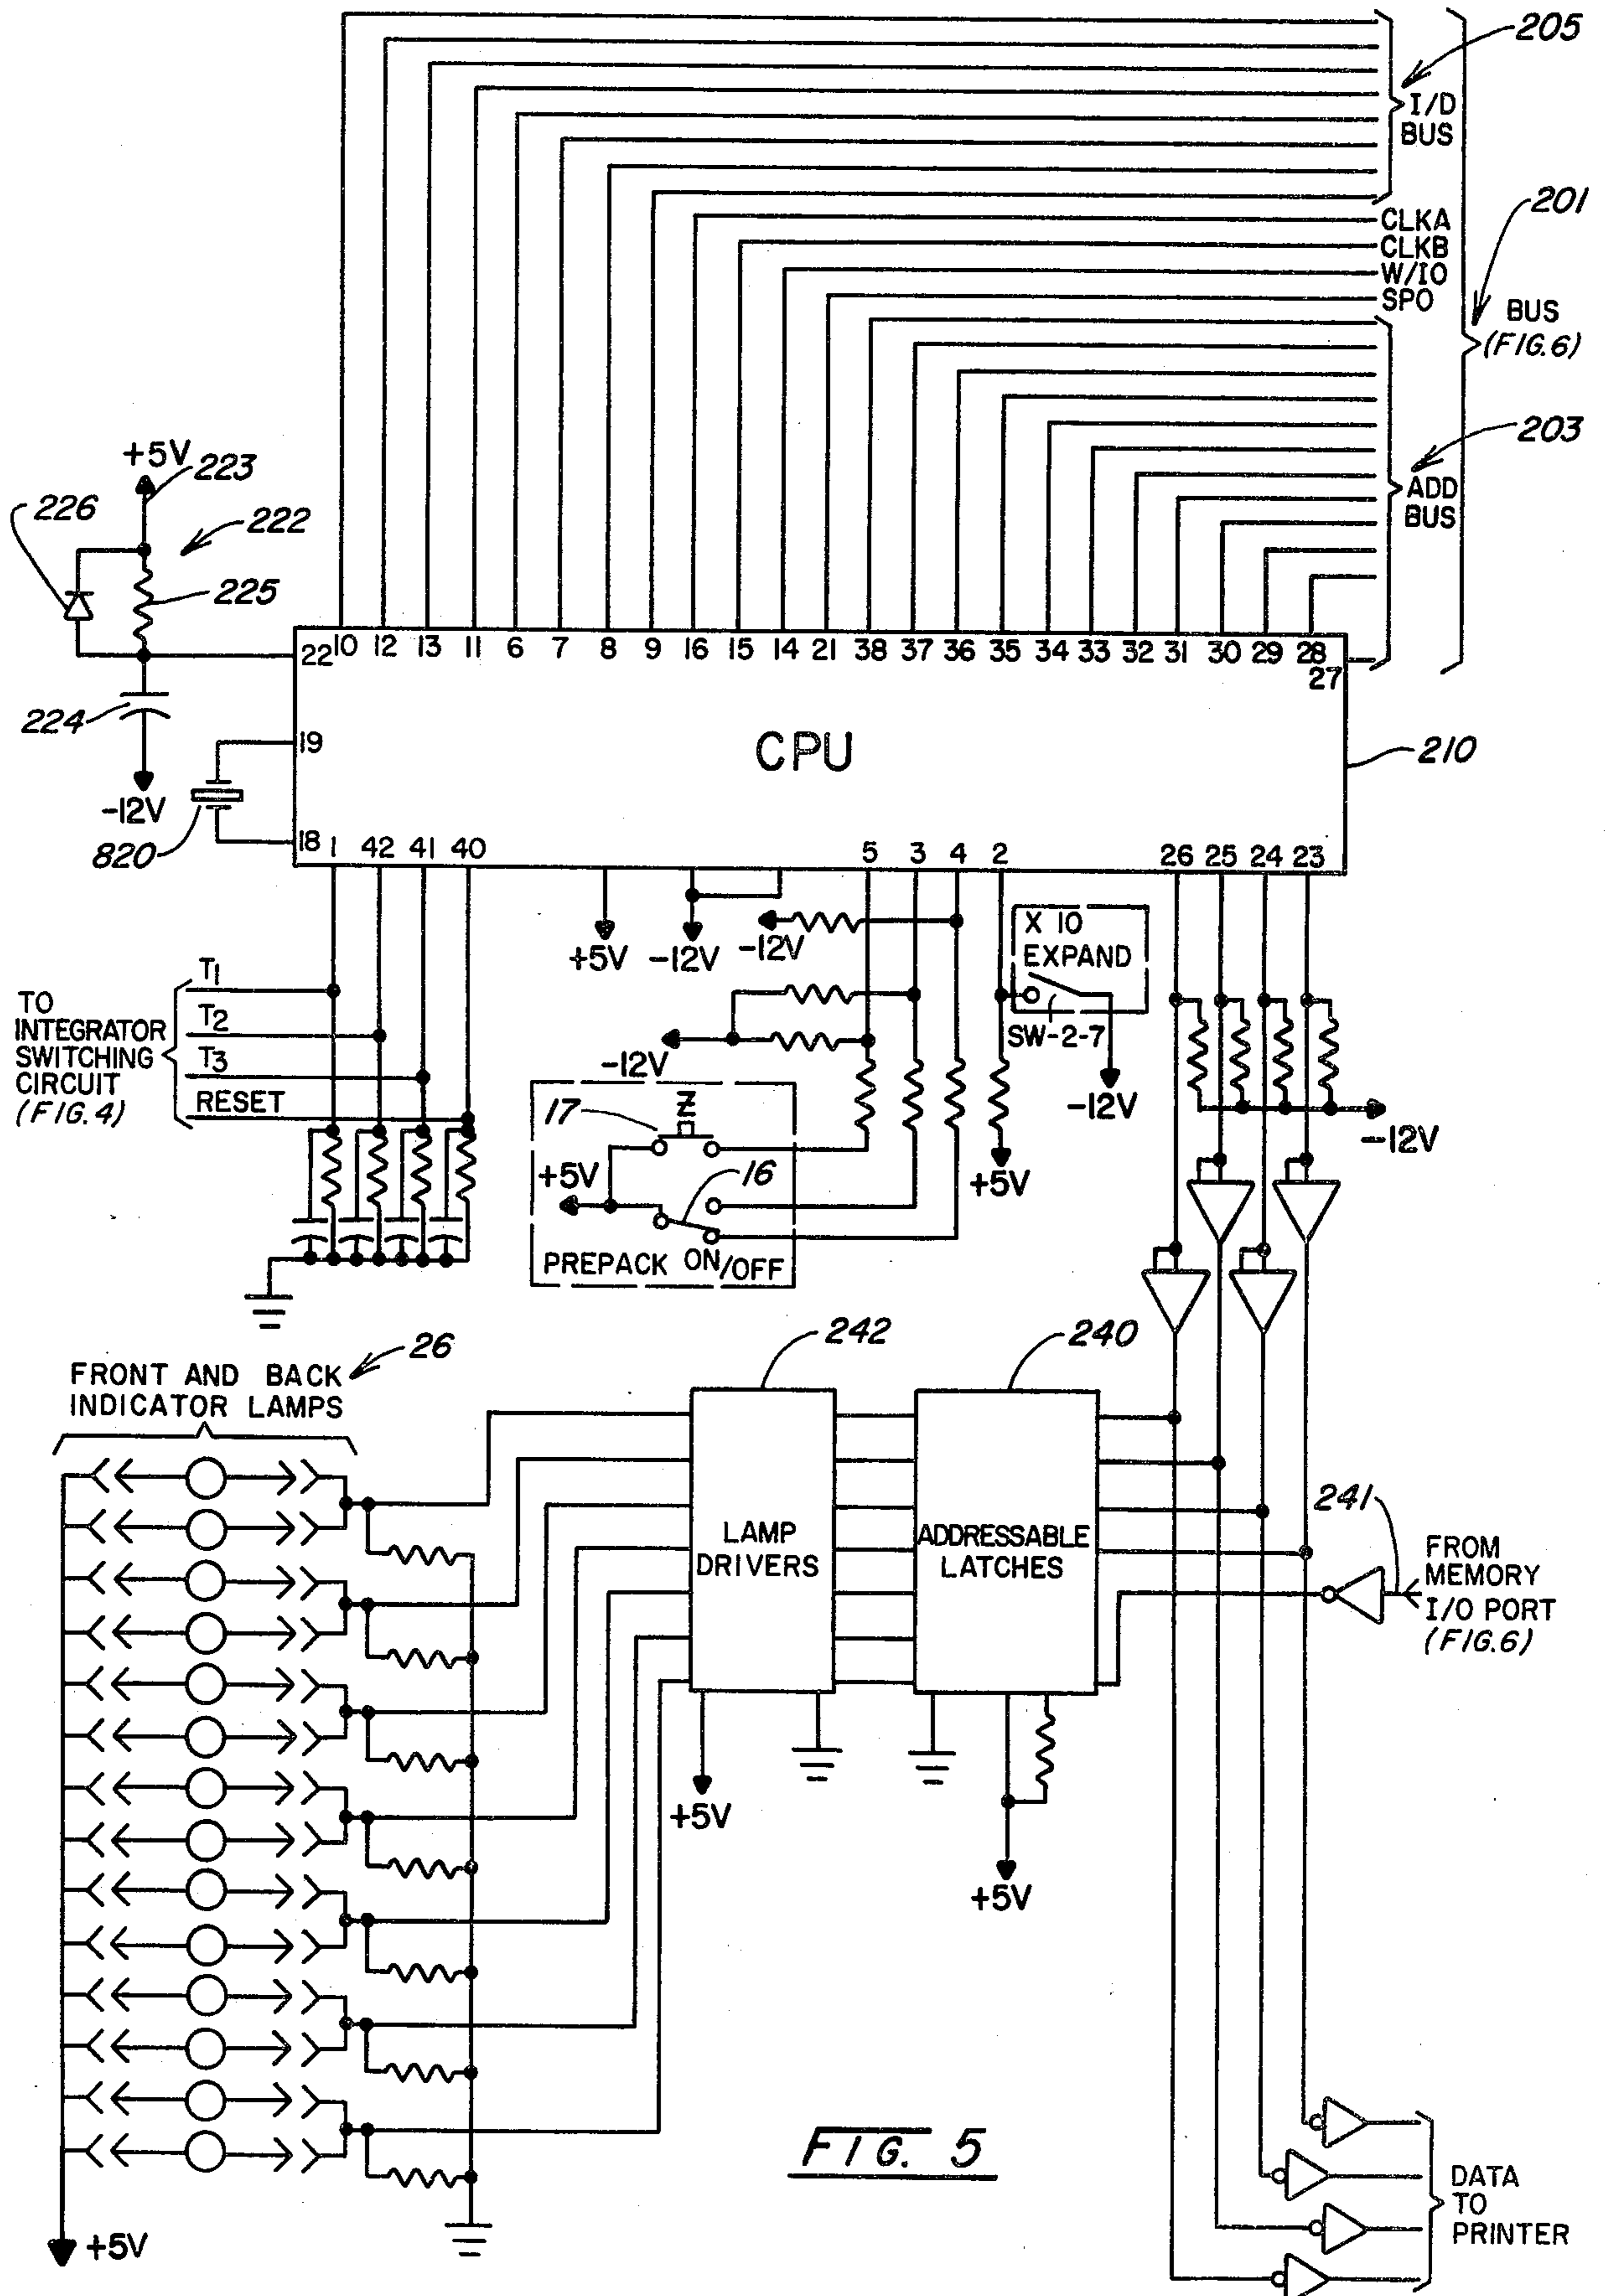 205
I/D
BUS
201
CLKA
CLKB
W/IO
SPO
BUS
(FIG.6)
203
ADD
BUS
+5V
223
226
222
225
224
-12V
22 10 12 13 11 6 7 8 9 16 15 14 21 38 37 36 35 34 33 32 31 30 29 28
27
19
CPU
210
820
18 1 42 41 40 5 3 4 2 26 25 24 23
+5V -12V -12V
X 10
EXPAND
SW-2-7
-12V
TO
INTEGRATOR
SWITCHING
CIRCUIT
(FIG.4)
T1
T2
T3
RESET
-12V
17
Z
+5V
16
PREPACK ON/OFF
+5V
-12V
26
FRONT AND BACK
INDICATOR LAMPS
242
240
LAMP
DRIVERS
ADDRESSABLE
LATCHES
241
FROM
MEMORY
I/O PORT
(FIG.6)
+5V
+5V
+5V
FIG. 5
DATA
TO
PRINTER